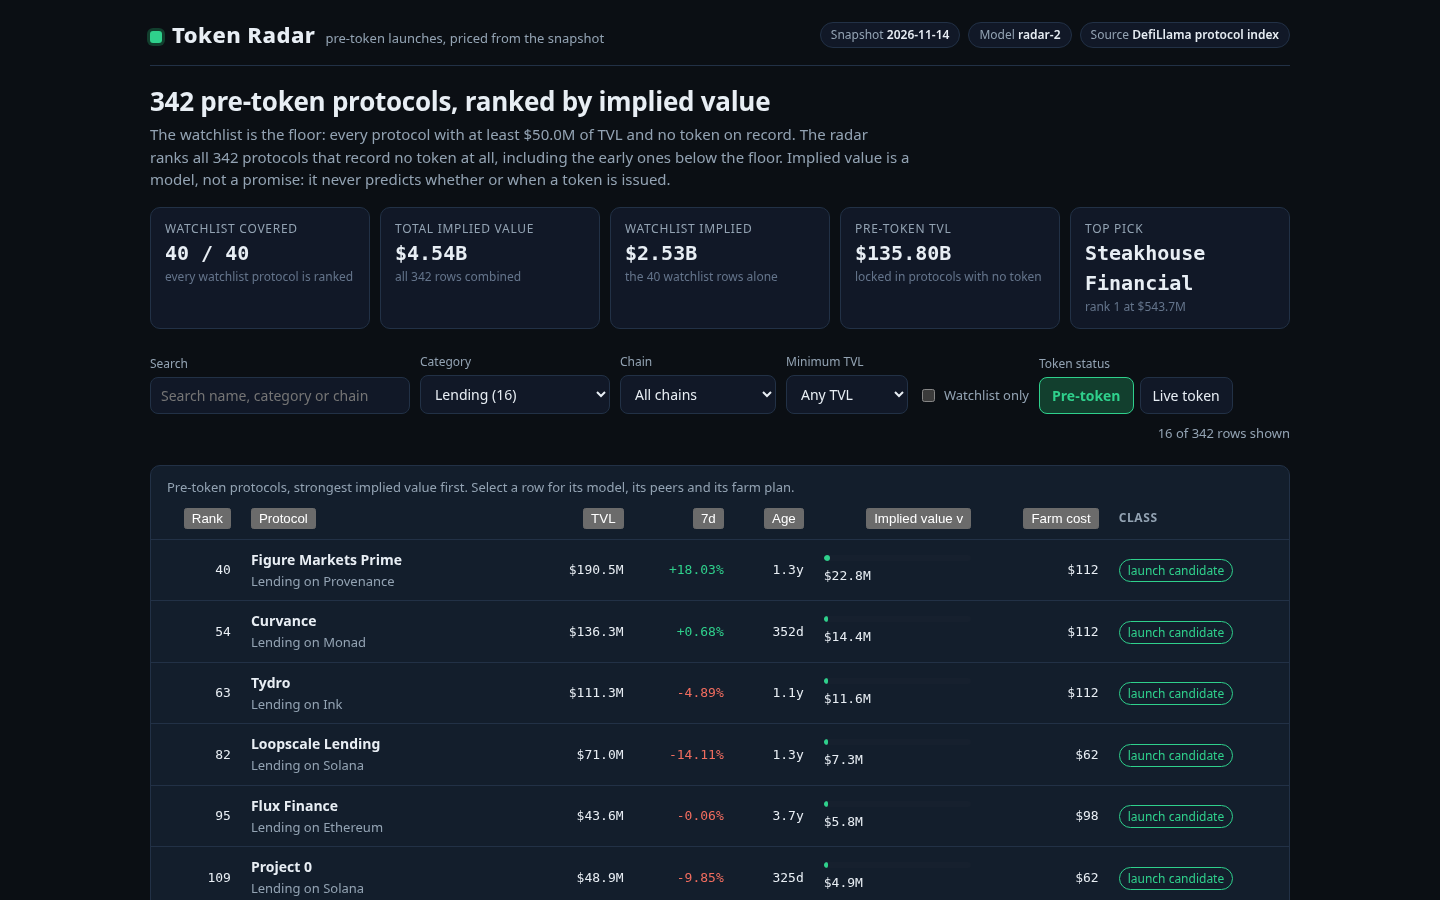 Token Radar pre-token launches, priced from the snapshot Snapshot 2026-11-14 Model radar-2 Source DefiLlama protocol index
342 pre-token protocols, ranked by implied value
The watchlist is the floor: every protocol with at least $50.0M of TVL and no token on record. The radar
ranks all 342 protocols that record no token at all, including the early ones below the floor. Implied value is a
model, not a promise: it never predicts whether or when a token is issued.
WATCHLIST COVERED
40 / 40
every watchlist protocol is ranked
TOTAL IMPLIED VALUE
$4.54B
all 342 rows combined
WATCHLIST IMPLIED
$2.53B
the 40 watchlist rows alone
PRE-TOKEN TVL
$135.80B
locked in protocols with no token
TOP PICK
Steakhouse
Financial
rank 1 at $543.7M
Search
Search name, category or chain
Category
Lending (16)
Chain
All chains
Minimum TVL
Any TVL
Watchlist only
Token status
Pre-token Live token
16 of 342 rows shown
Pre-token protocols, strongest implied value first. Select a row for its model, its peers and its farm plan.
Rank Protocol TVL 7d Age Implied value v Farm cost CLASS
40 Figure Markets Prime $190.5M +18.03% 1.3y $22.8M $112 launch candidate
Lending on Provenance
54 Curvance $136.3M +0.68% 352d $14.4M $112 launch candidate
Lending on Monad
63 Tydro $111.3M -4.89% 1.1y $11.6M $112 launch candidate
Lending on Ink
82 Loopscale Lending $71.0M -14.11% 1.3y $7.3M $62 launch candidate
Lending on Solana
95 Flux Finance $43.6M -0.06% 3.7y $5.8M $98 launch candidate
Lending on Ethereum
109 Project 0 $48.9M -9.85% 325d $4.9M $62 launch candidate
Lending on Solana